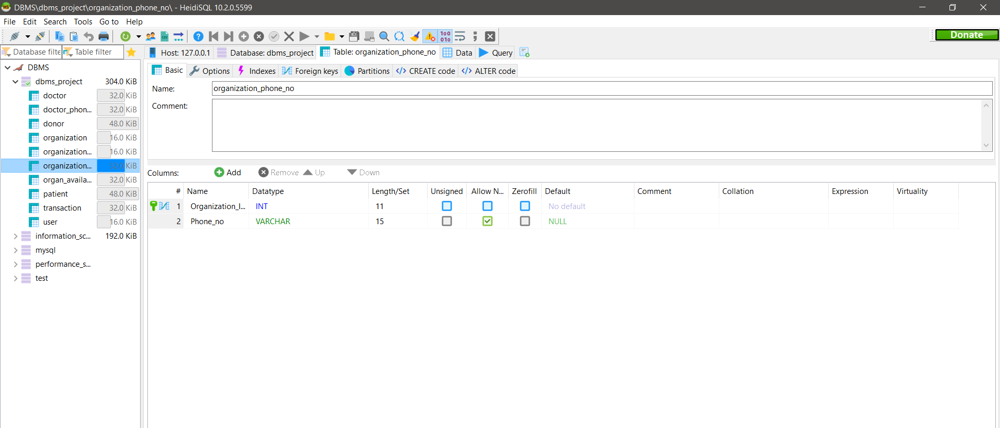 DBMS\dbms_project\organization_phone_no\ - HeidiSQL 10.2.0.5599
File Edit Search Tools Go to Help
Donate
Database filte Table filter
Host: 127.0.0.1 Database: dbms_project Table: organization_phone_no Data Query
Basic Options Indexes Foreign keys Partitions CREATE code ALTER code
DBMS
dbms_project 304.0 KiB
doctor 32.0 KiB
doctor_phon... 32.0 KiB
donor 48.0 KiB
organization 16.0 KiB
organization... 16.0 KiB
organization... 32.0 KiB
organ_availa... 32.0 KiB
patient 48.0 KiB
transaction 32.0 KiB
user 16.0 KiB
information_sc... 192.0 KiB
mysql
performance_s...
test
Name: organization_phone_no
Comment:
Columns: Add Remove Up Down
# Name Datatype Length/Set Unsigned Allow N... Zerofill Default Comment Collation Expression Virtuality
1 Organization_I... INT 11 No default
2 Phone_no VARCHAR 15 NULL